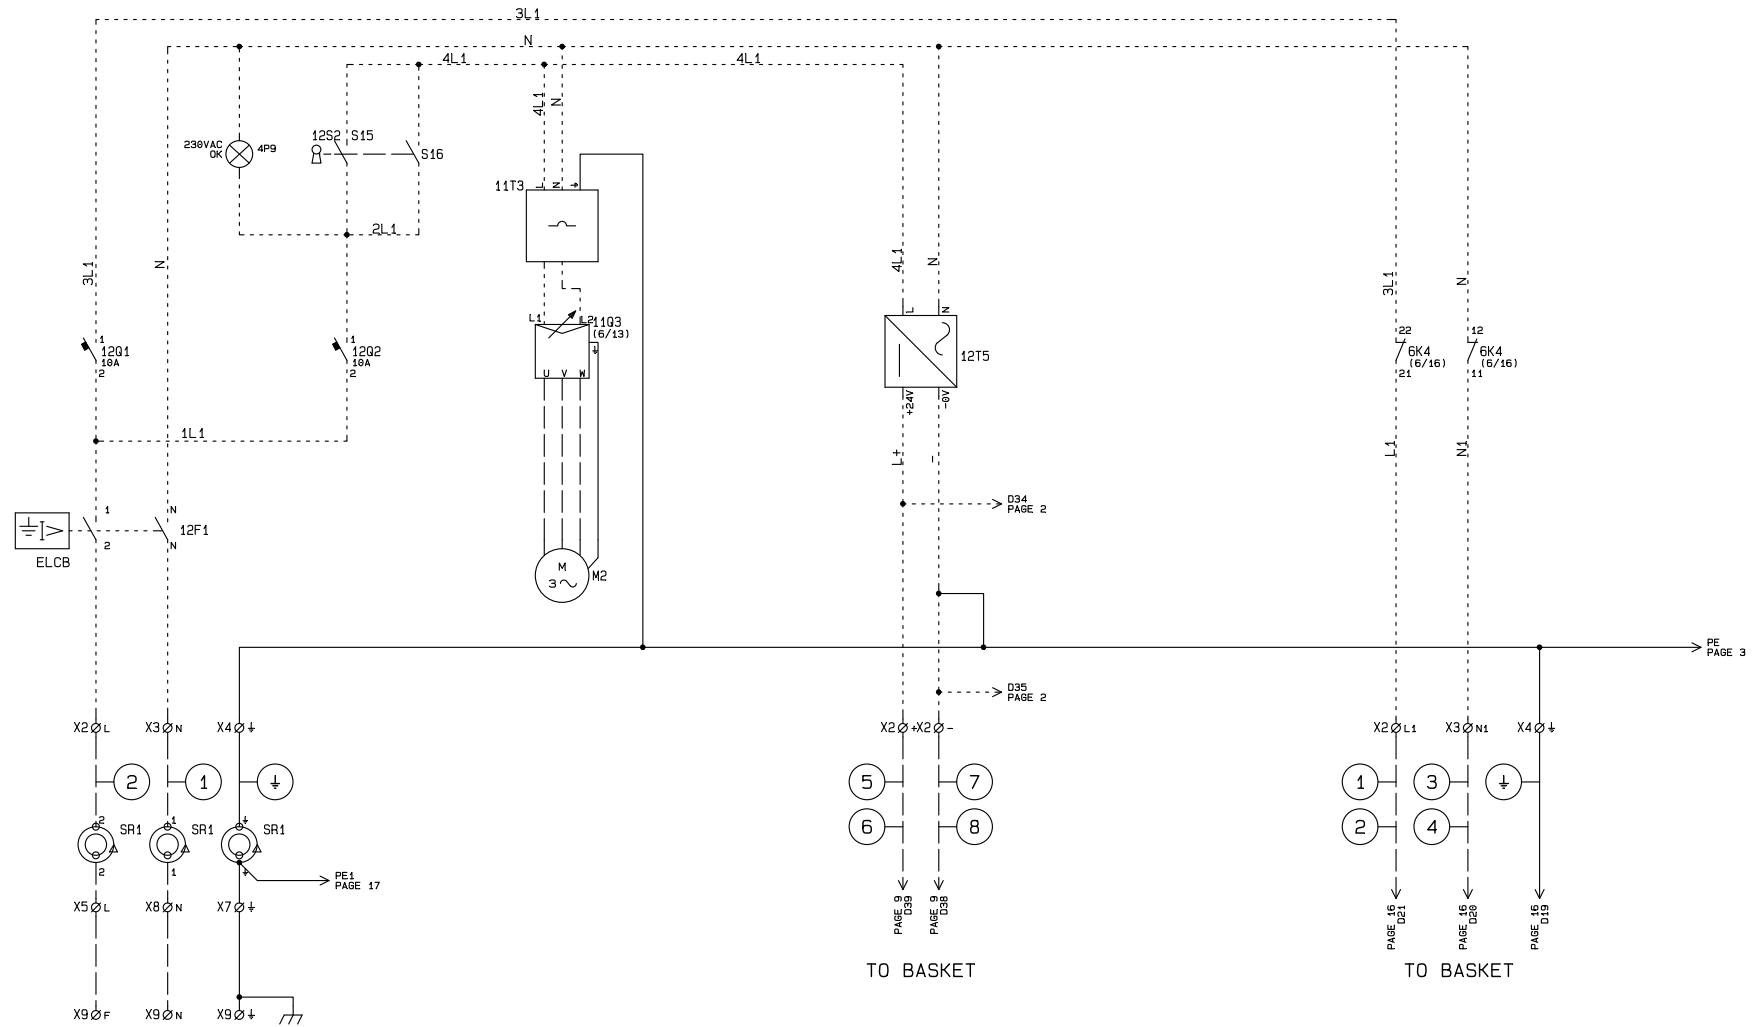 3L1
N
4L1
4L1
4L1
N
230VAC
OK
4P9
12S2
S15
S16
11T3
L
N
2L1
3L1
N
4L1
N
3L1
N
L
N
L1
L2
11Q3
(6/13)
U
V
W
1
12Q1
10A
2
1
12Q2
10A
2
12T5
+24V
-0V
22
6K4
(6/16)
21
12
6K4
(6/16)
11
1L1
L+
-
L1
N1
D34
PAGE 2
1
2
N
N
12F1
ELCB
M
3
M2
PE
PAGE 3
D35
PAGE 2
X2
L
X3
N
X4
X2
+
X2
-
X2
L1
X3
N1
X4
2
1
5
7
1
3
6
8
2
4
2
SR1
1
SR1
SR1
2
1
PE1
PAGE 17
X5
L
X8
N
X7
PAGE 9
D39
PAGE 9
D38
PAGE 16
D21
PAGE 16
D20
PAGE 16
D19
TO BASKET
TO BASKET
X9
F
X9
N
X9